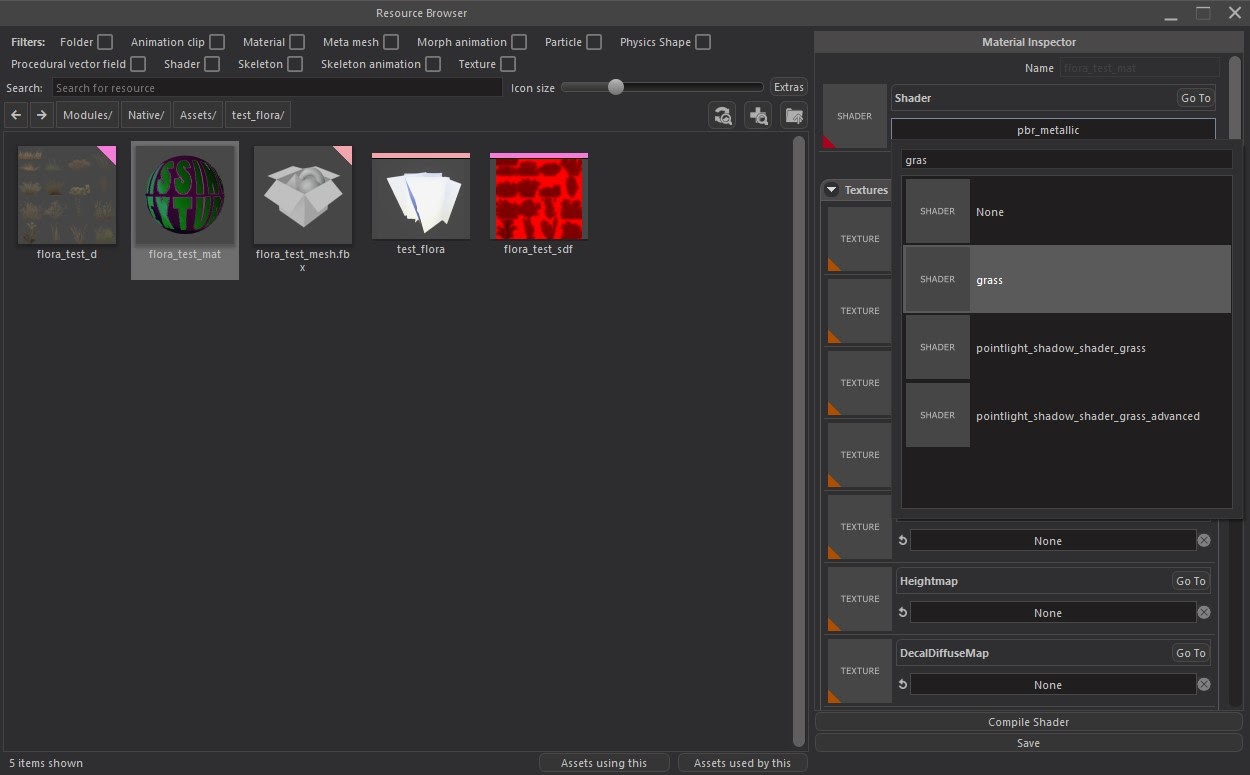 Resource Browser
Filters: Folder Animation clip Material Meta mesh Morph animation Particle Physics Shape
Procedural vector field Shader Skeleton Skeleton animation Texture
Search: Search for resource Icon size Extras
Modules/ Native/ Assets/ test_flora/
flora_test_d
flora_test_mat
flora_test_mesh.fb
x
test_flora
flora_test_sdf
5 items shown
Assets using this
Assets used by this
Material Inspector
Name flora_test_mat
SHADER
Shader Go To
pbr_metallic
gras
SHADER None
SHADER grass
SHADER pointlight_shadow_shader_grass
SHADER pointlight_shadow_shader_grass_advanced
Textures
TEXTURE
TEXTURE
TEXTURE
TEXTURE
TEXTURE
None
TEXTURE
Heightmap Go To
None
TEXTURE
DecalDiffuseMap Go To
None
Compile Shader
Save